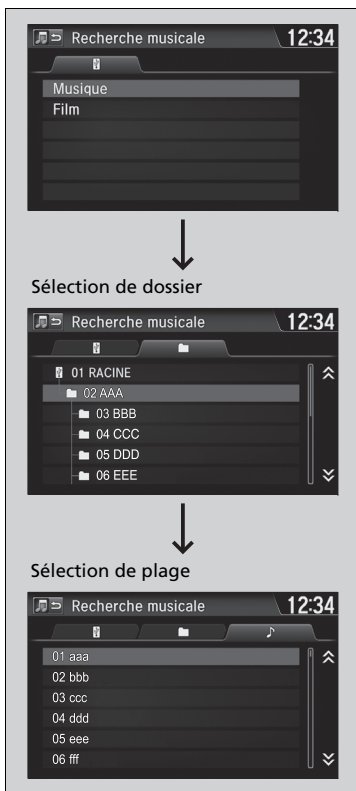 Recherche musicale 12:34
Musique
Film
Sélection de dossier
Recherche musicale 12:34
01 RACINE
02 AAA
03 BBB
04 CCC
05 DDD
06 EEE
Sélection de plage
Recherche musicale 12:34
01 aaa
02 bbb
03 ccc
04 ddd
05 eee
06 fff